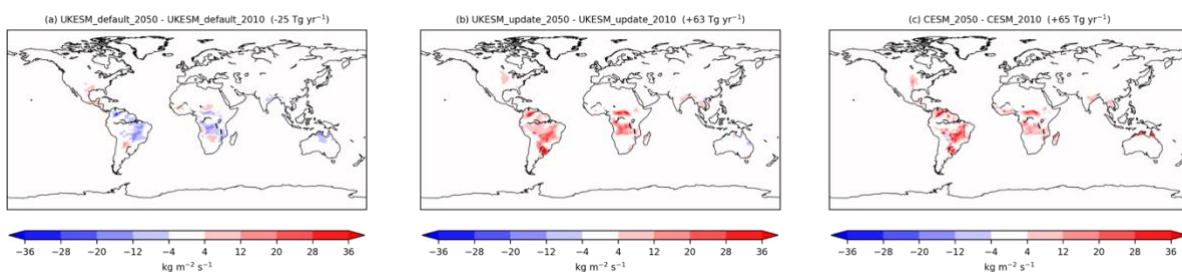 (a) UKESM_default_2050 - UKESM_default_2010 (-25 Tg yr⁻¹)
(b) UKESM_update_2050 - UKESM_update_2010 (+63 Tg yr⁻¹)
(c) CESM_2050 - CESM_2010 (+65 Tg yr⁻¹)
−36 −28 −20 −12 −4 4 12 20 28 36
kg m⁻² s⁻¹
−36 −28 −20 −12 −4 4 12 20 28 36
kg m⁻² s⁻¹
−36 −28 −20 −12 −4 4 12 20 28 36
kg m⁻² s⁻¹